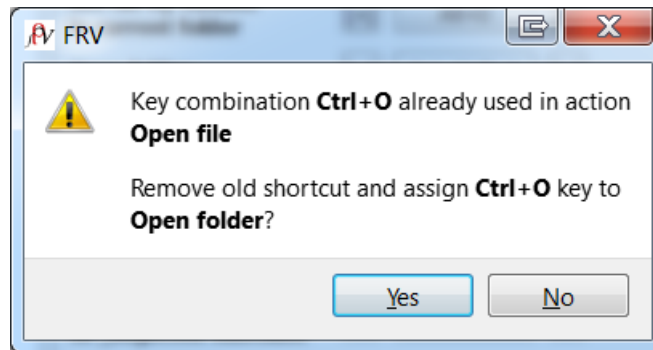 FRV
Key combination Ctrl+O already used in action
Open file
Remove old shortcut and assign Ctrl+O key to
Open folder?
Yes
No